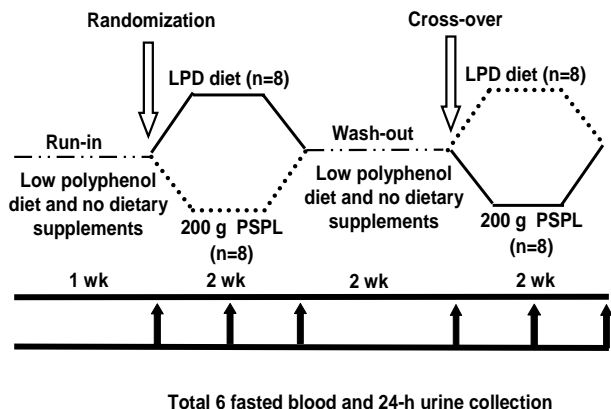 Randomization
Cross-over
LPD diet (n=8)
LPD diet (n=8)
Run-in
Wash-out
Low polyphenol
diet and no dietary
supplements
Low polyphenol
diet and no dietary
supplements
200 g PSPL
(n=8)
200 g PSPL
(n=8)
1 wk
2 wk
2 wk
2 wk
Total 6 fasted blood and 24-h urine collection